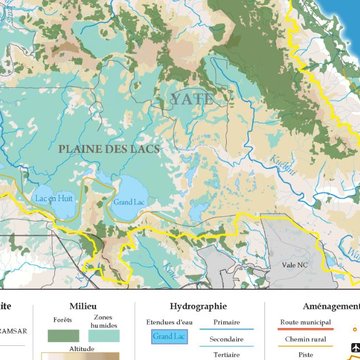 YATE
PLAINE DES LACS
Kuébini
Lac en Huit
Grand Lac
Vale NC
ite
Milieu
Hydrographie
Aménagement
RAMSAR
Forêts
Zones
humides
Altitude
Etendues d'eau
Grand Lac
Primaire
Secondaire
Tertiaire
Route municipal
Chemin rural
Piste